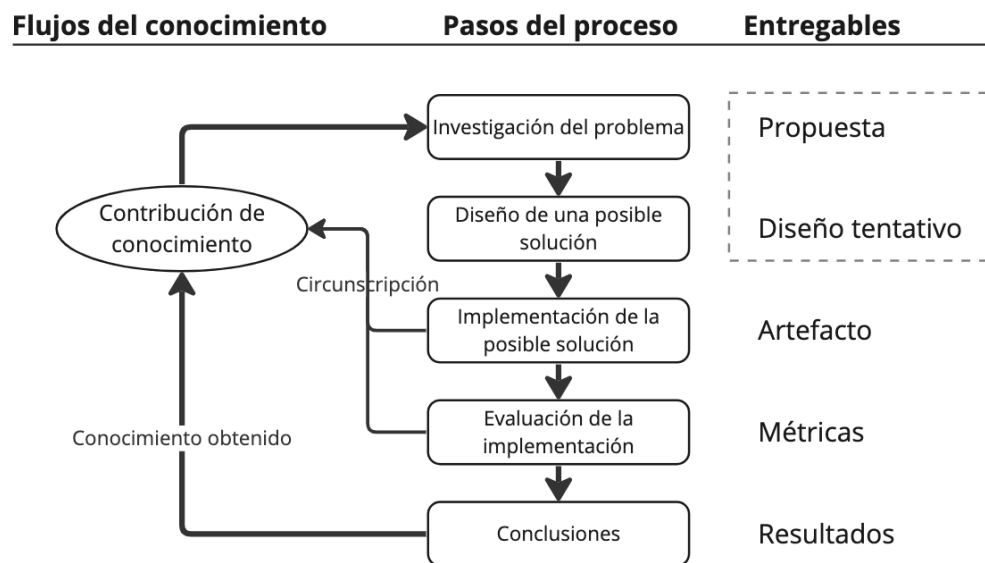 Flujos del conocimiento
Pasos del proceso
Entregables
Investigación del problema
Propuesta
Contribución de
conocimiento
Diseño de una posible
solución
Diseño tentativo
Circunscripción
Implementación de la
posible solución
Artefacto
Conocimiento obtenido
Evaluación de la
implementación
Métricas
Conclusiones
Resultados